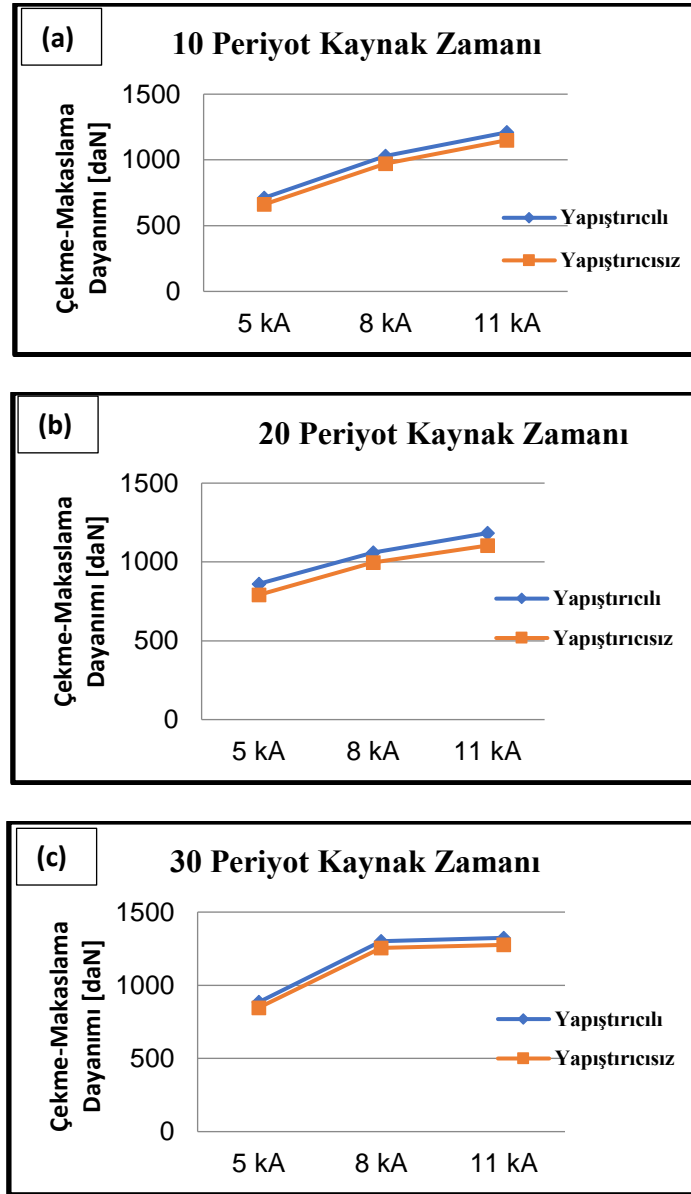 (a)
10 Periyot Kaynak Zamanı
Çekme-Makaslama
Dayanımı [daN]
1500
1000
500
0
5 kA 8 kA 11 kA
Yapıştırıcılı
Yapıştırıcısız
(b)
20 Periyot Kaynak Zamanı
Çekme-Makaslama
Dayanımı [daN]
1500
1000
500
0
5 kA 8 kA 11 kA
Yapıştırıcılı
Yapıştırıcısız
(c)
30 Periyot Kaynak Zamanı
Çekme-Makaslama
Dayanımı [daN]
1500
1000
500
0
5 kA 8 kA 11 kA
Yapıştırıcılı
Yapıştırıcısız